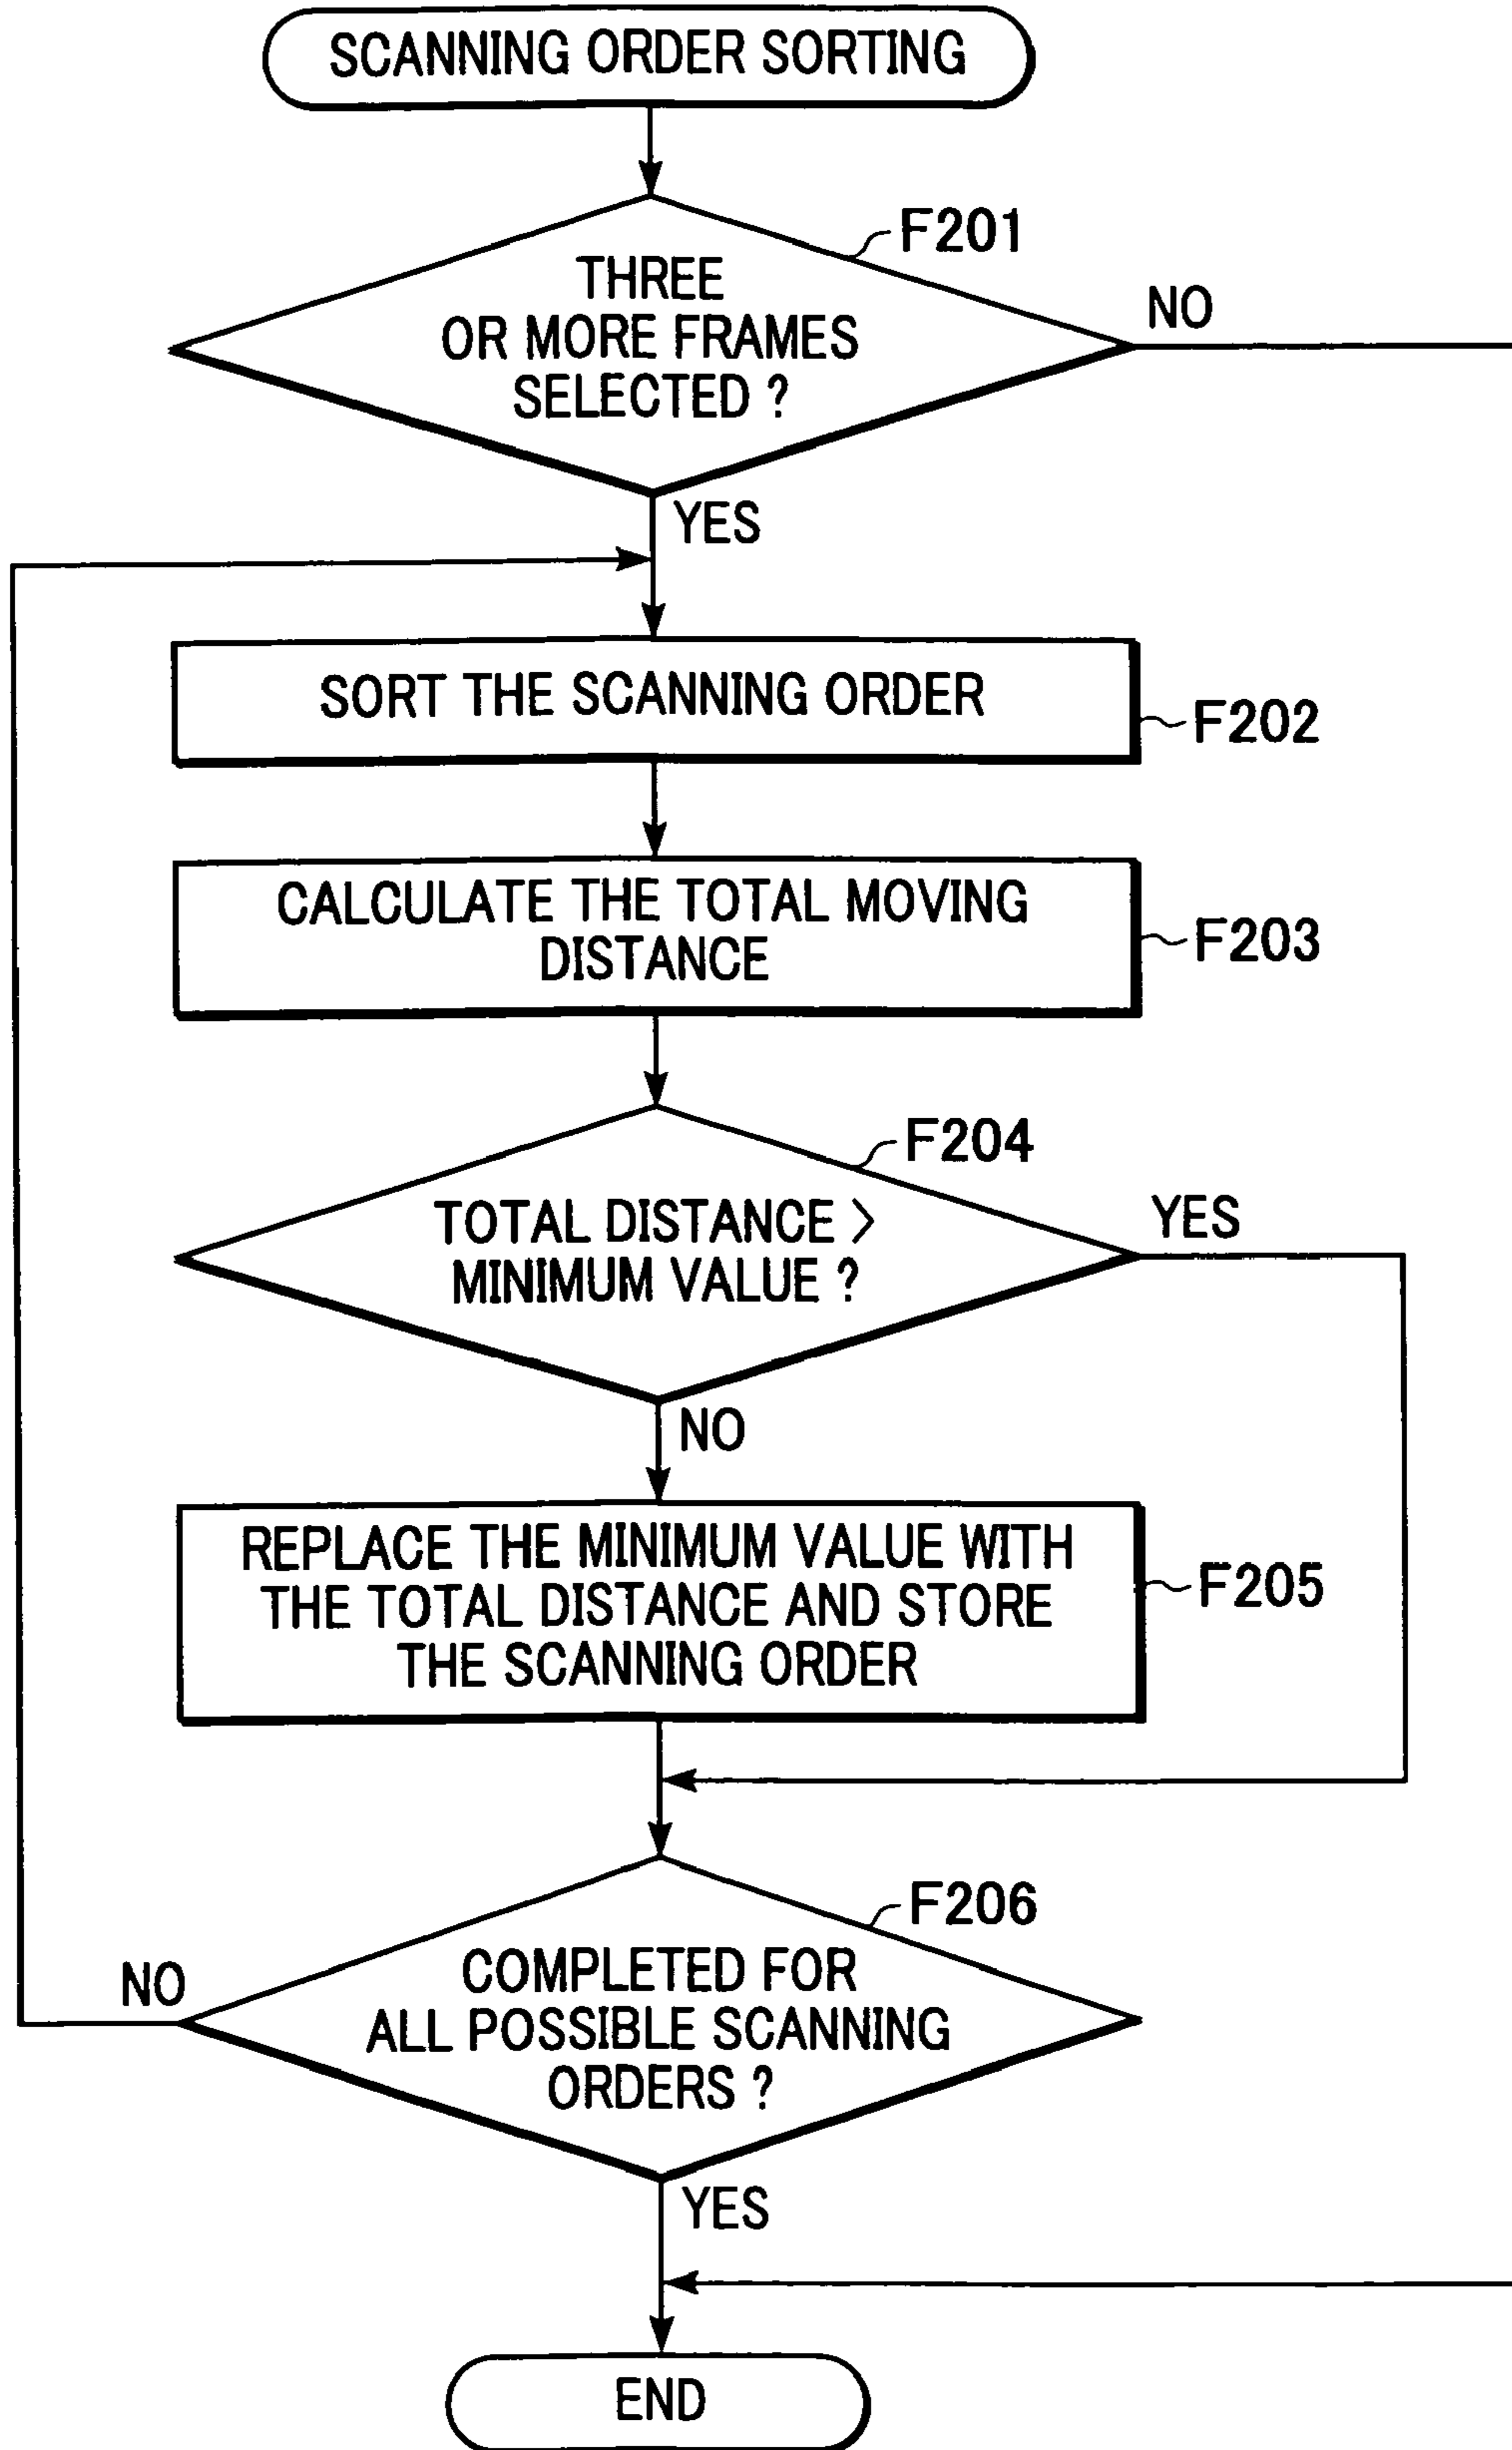 SCANNING ORDER SORTING
F201
THREE
OR MORE FRAMES
SELECTED ?
NO
YES
SORT THE SCANNING ORDER
F202
CALCULATE THE TOTAL MOVING
DISTANCE
F203
F204
TOTAL DISTANCE >
MINIMUM VALUE ?
YES
NO
REPLACE THE MINIMUM VALUE WITH
THE TOTAL DISTANCE AND STORE
THE SCANNING ORDER
F205
F206
COMPLETED FOR
ALL POSSIBLE SCANNING
ORDERS ?
NO
YES
END